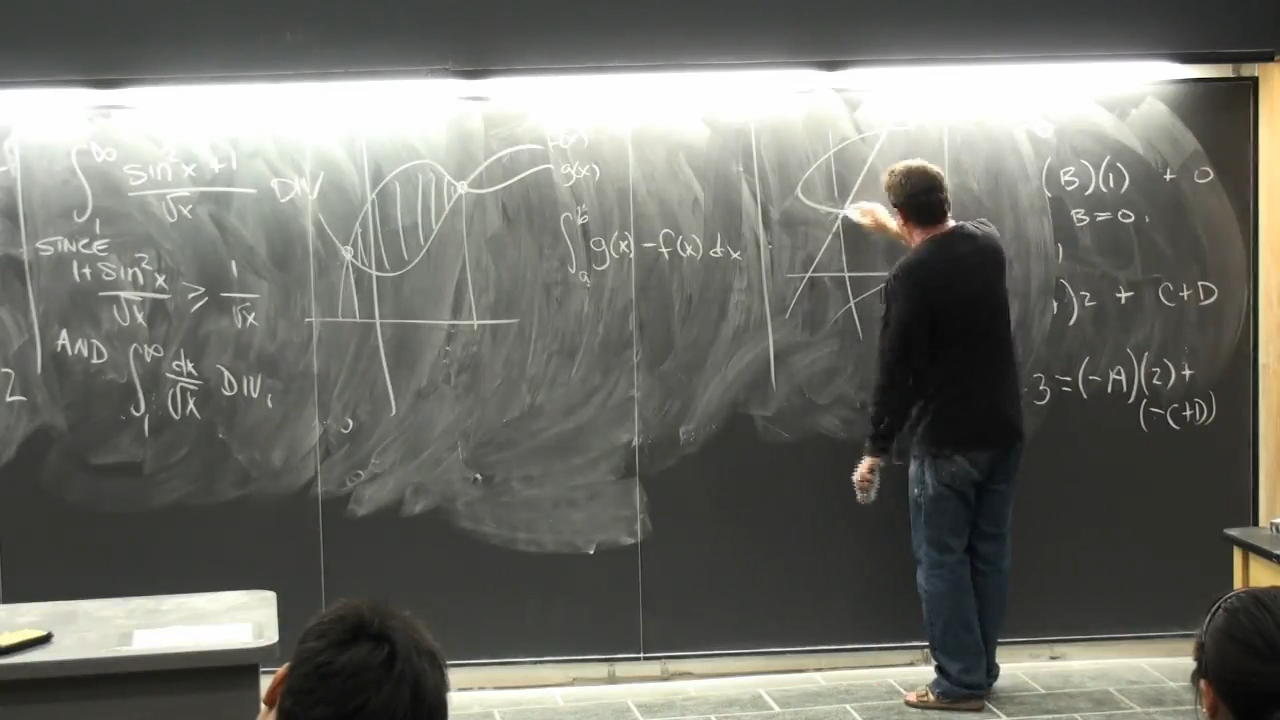 ∫₁^∞ (sin²x+1)/√x DIV
SINCE
(1+sin²x)/√x ≥ 1/√x
AND ∫₁^∞ dx/√x DIV.
2
g(x)
∫ₐᵇ g(x) - f(x) dx
(B)(1) + 0
B=0.
)2 + C+D
3=(-A)(2)+
(-C+D)